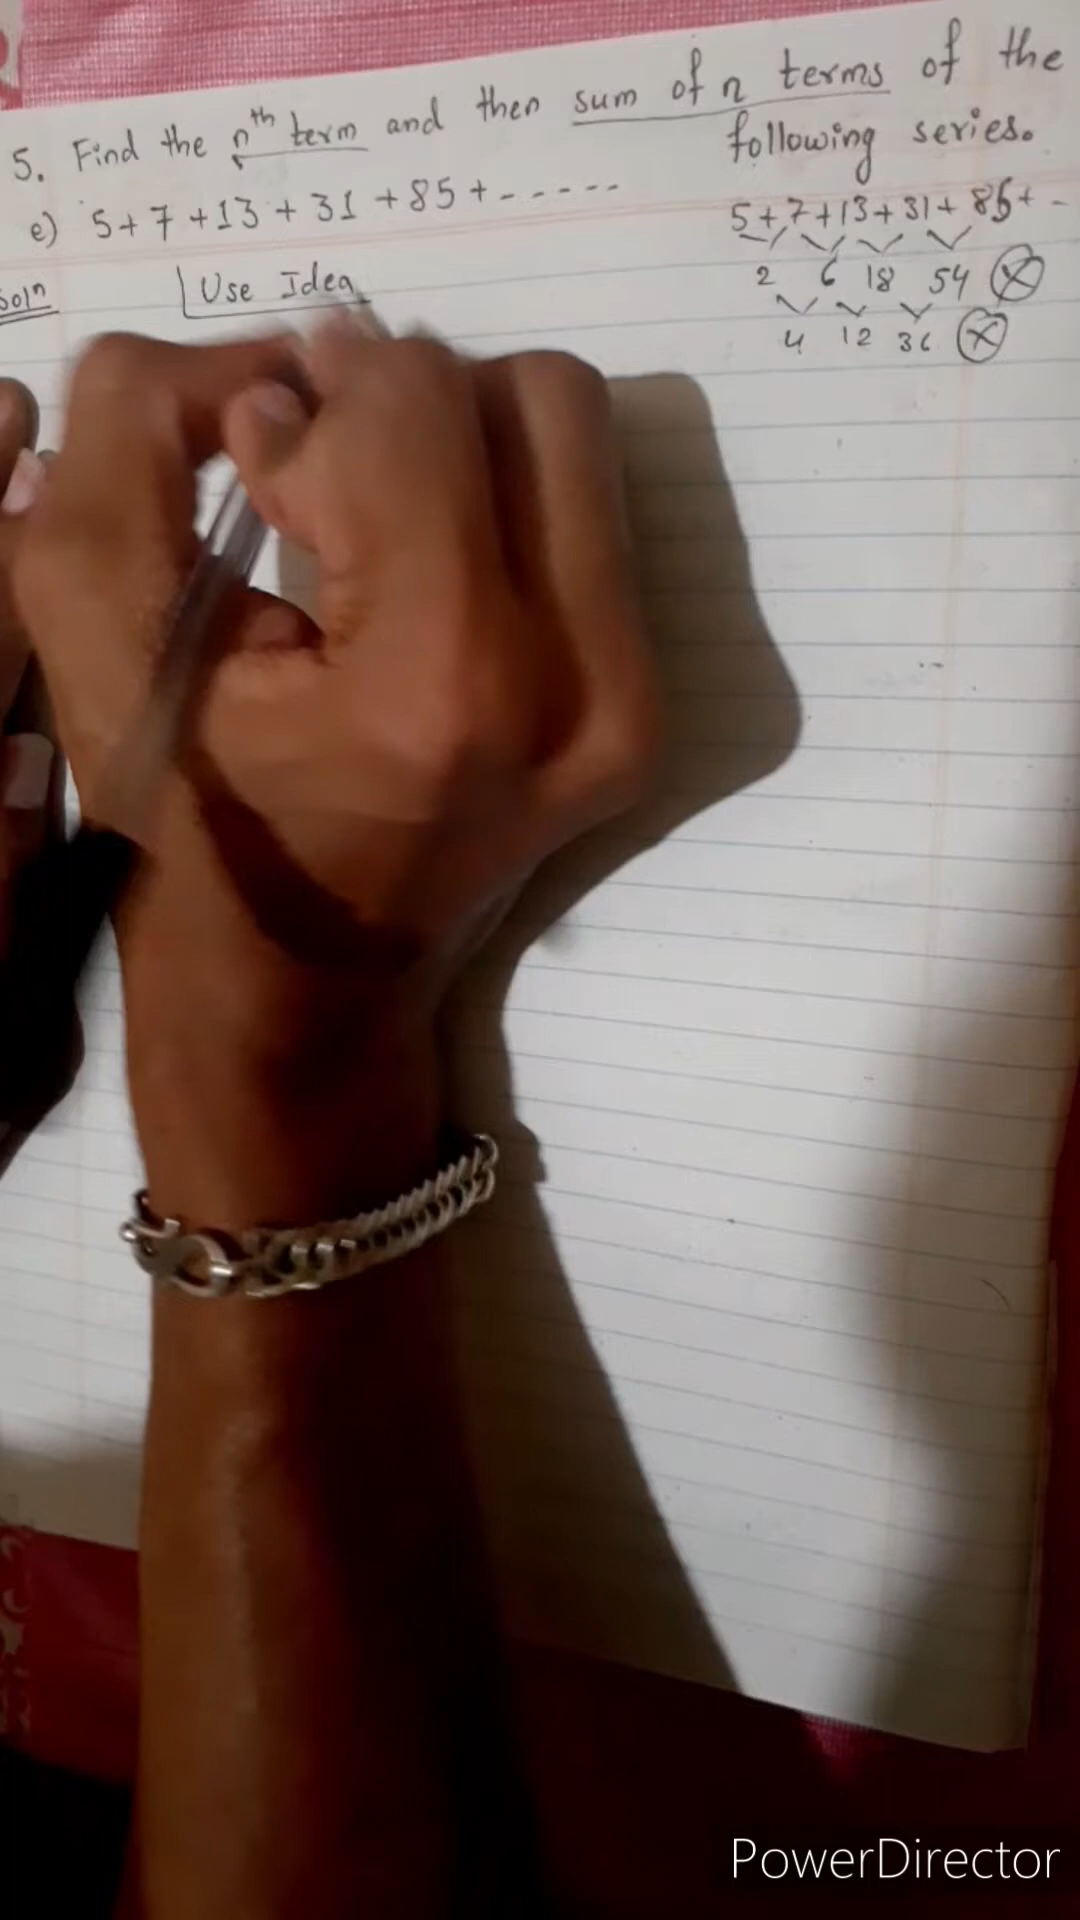 5. Find the nth term and then sum of n terms of the
following series.
e) 5+7+13+31+85+------
5+7+13+31+85+-
2 6 18 54 X
4 12 36 X
Soln
Use Idea
PowerDirector